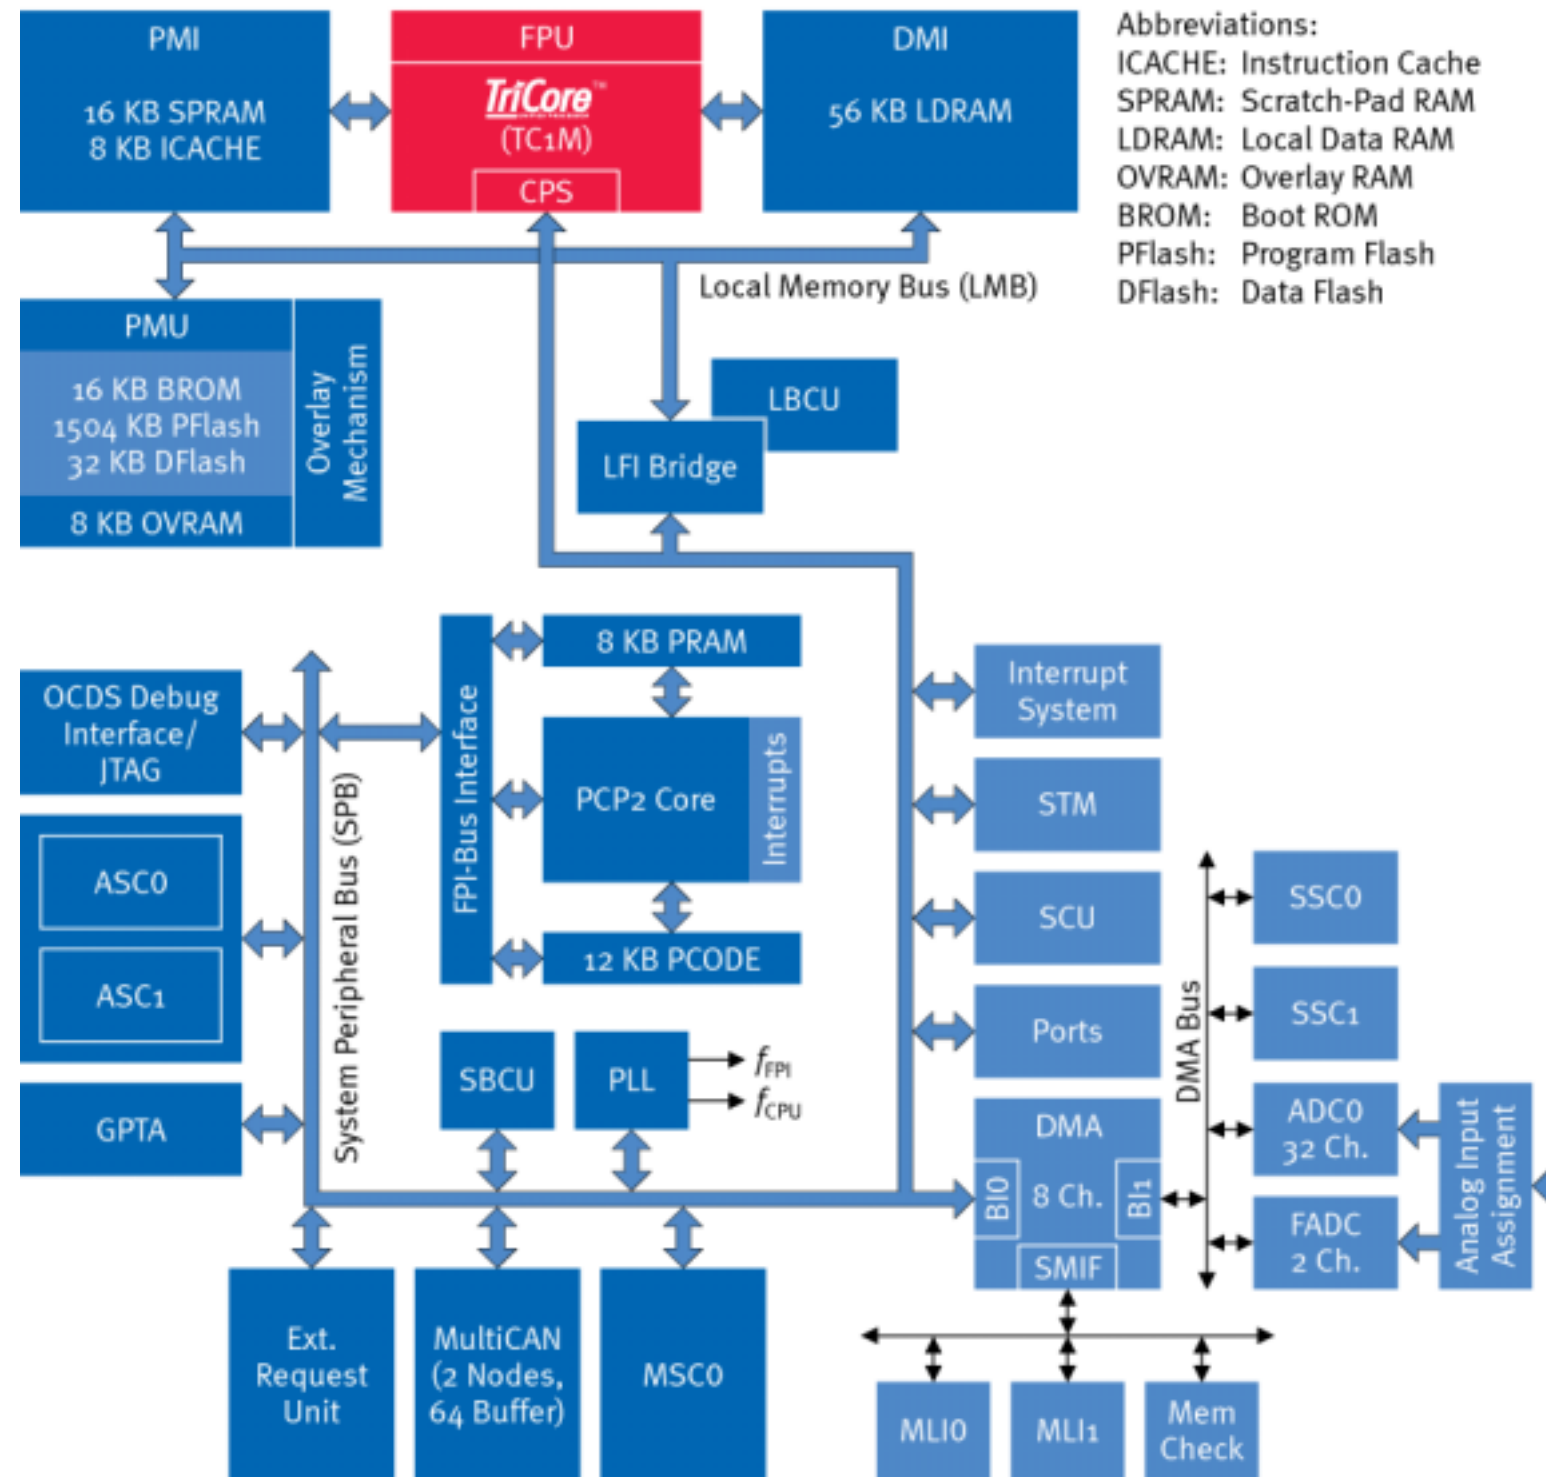 PMI
16 KB SPRAM
8 KB ICACHE
FPU
TriCore™
(TC1M)
CPS
DMI
56 KB LDRAM
Abbreviations:
ICACHE: Instruction Cache
SPRAM: Scratch-Pad RAM
LDRAM: Local Data RAM
OVRAM: Overlay RAM
BROM: Boot ROM
PFlash: Program Flash
DFlash: Data Flash
Local Memory Bus (LMB)
PMU
16 KB BROM
1504 KB PFlash
32 KB DFlash
8 KB OVRAM
Overlay
Mechanism
LBCU
LFI Bridge
OCDS Debug
Interface/
JTAG
ASC0
ASC1
GPTA
System Peripheral Bus (SPB)
FPI-Bus Interface
8 KB PRAM
PCP2 Core
Interrupts
12 KB PCODE
SBCU
PLL
fFPI
fCPU
Interrupt
System
STM
SCU
Ports
DMA
BI0
8 Ch.
BI1
SMIF
DMA Bus
SSC0
SSC1
ADC0
32 Ch.
FADC
2 Ch.
Analog Input
Assignment
Ext.
Request
Unit
MultiCAN
(2 Nodes,
64 Buffer)
MSC0
MLI0
MLI1
Mem
Check